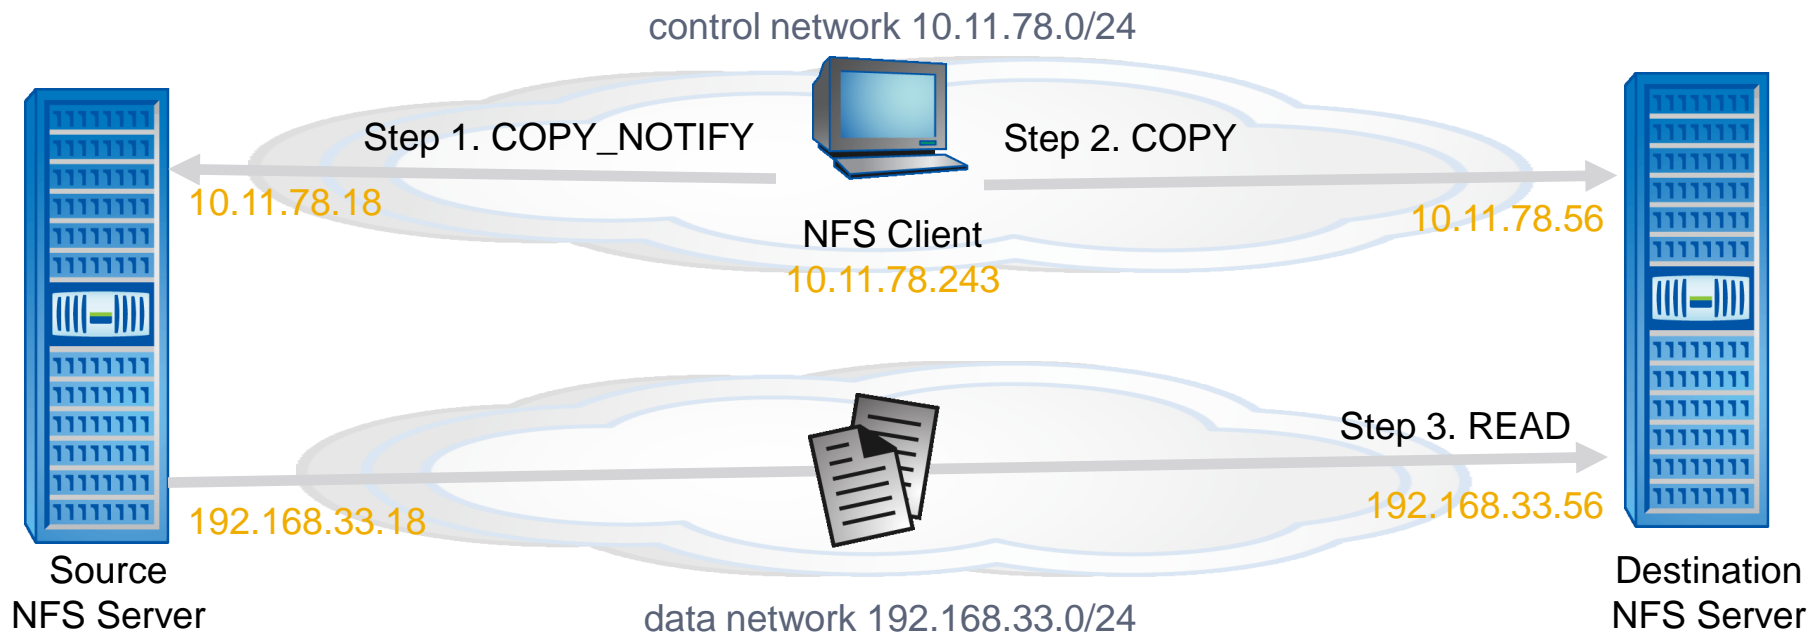 control network 10.11.78.0/24
Step 1. COPY_NOTIFY
Step 2. COPY
10.11.78.18
10.11.78.56
NFS Client
10.11.78.243
Step 3. READ
192.168.33.18
192.168.33.56
Source
NFS Server
Destination
NFS Server
data network 192.168.33.0/24